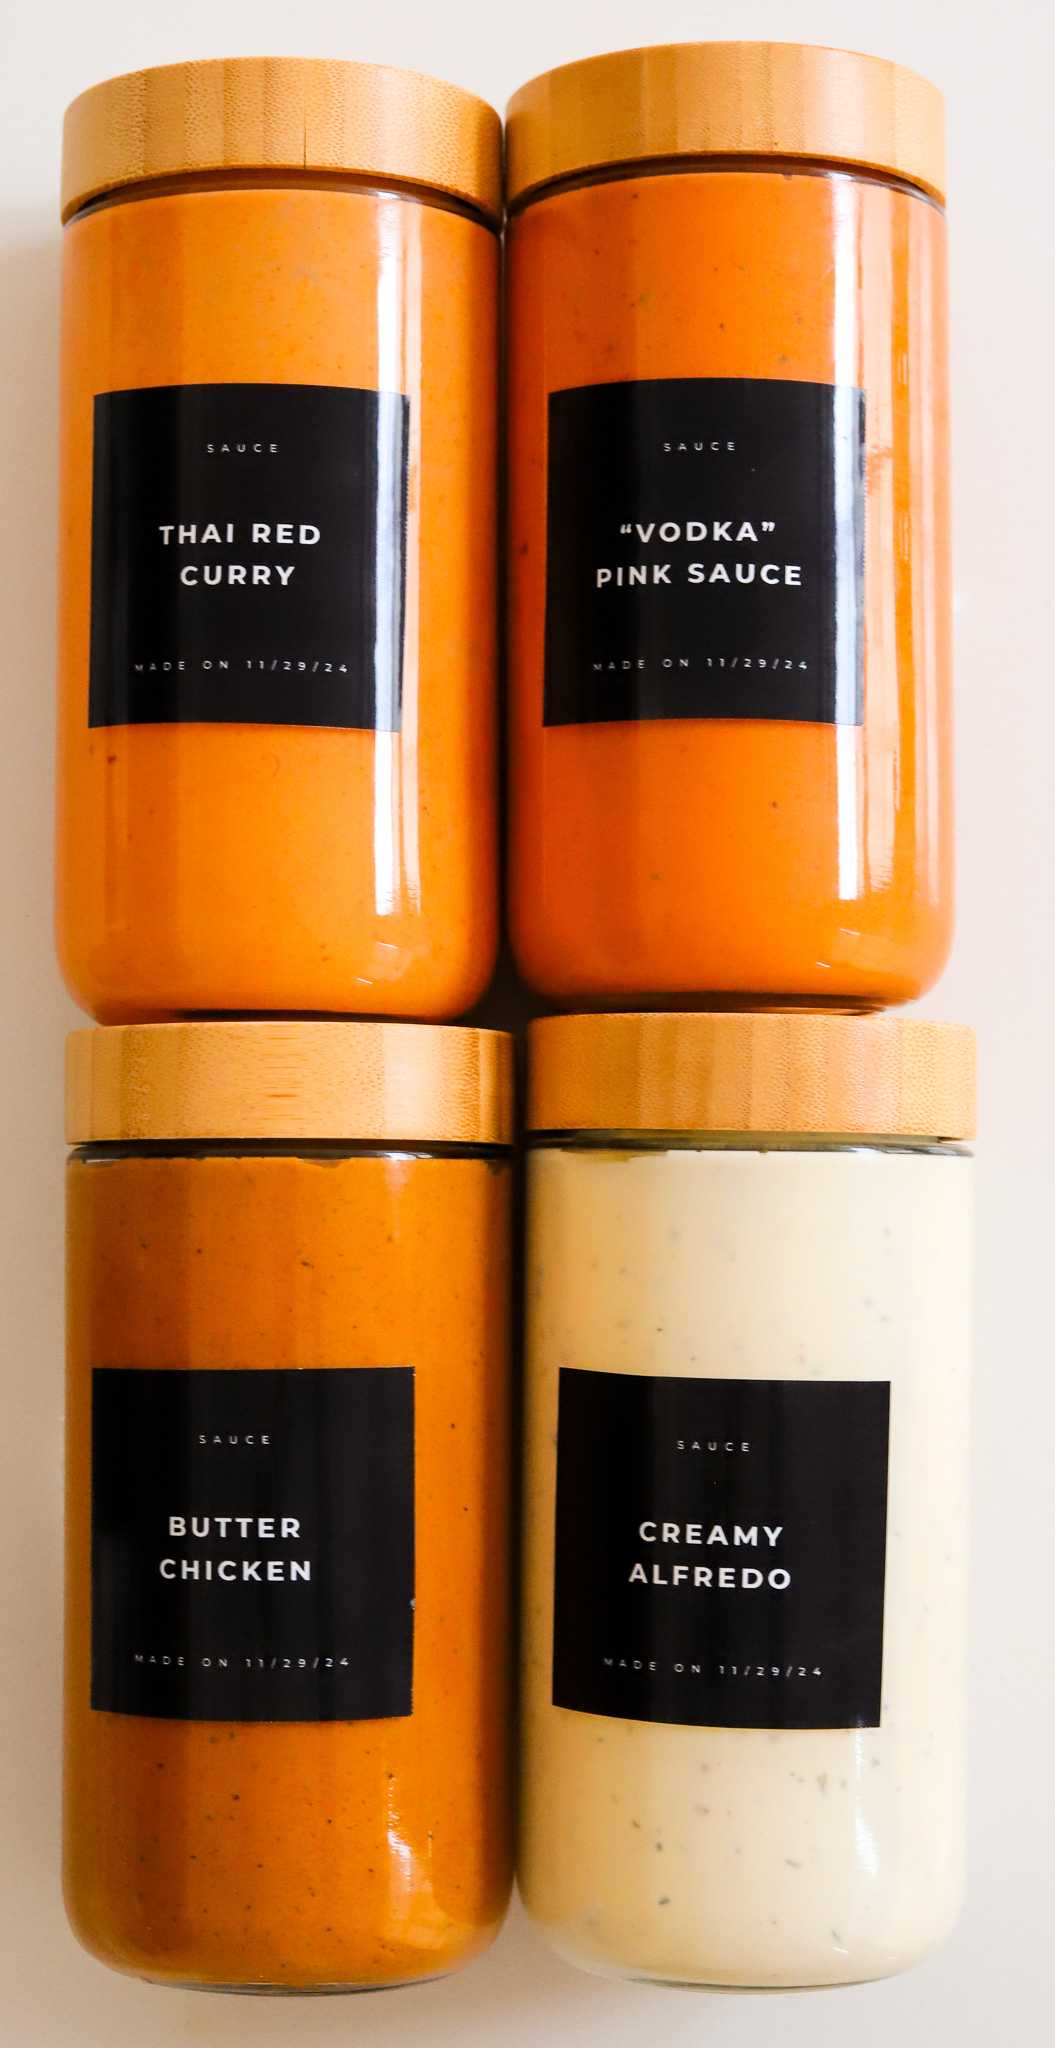 SAUCE
THAI RED
CURRY
MADE ON 11/29/24
SAUCE
“VODKA”
PINK SAUCE
MADE ON 11/29/24
SAUCE
BUTTER
CHICKEN
MADE ON 11/29/24
SAUCE
CREAMY
ALFREDO
MADE ON 11/29/24